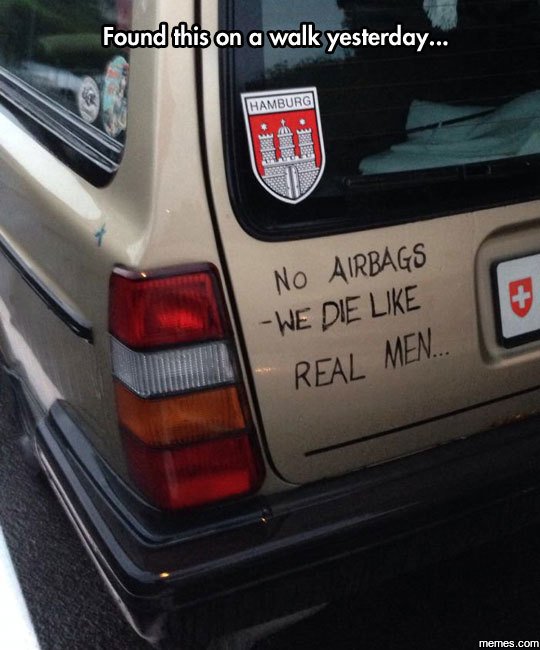 Found this on a walk yesterday...
HAMBURG
NO AIRBAGS
-WE DIE LIKE
REAL MEN...
memes.com